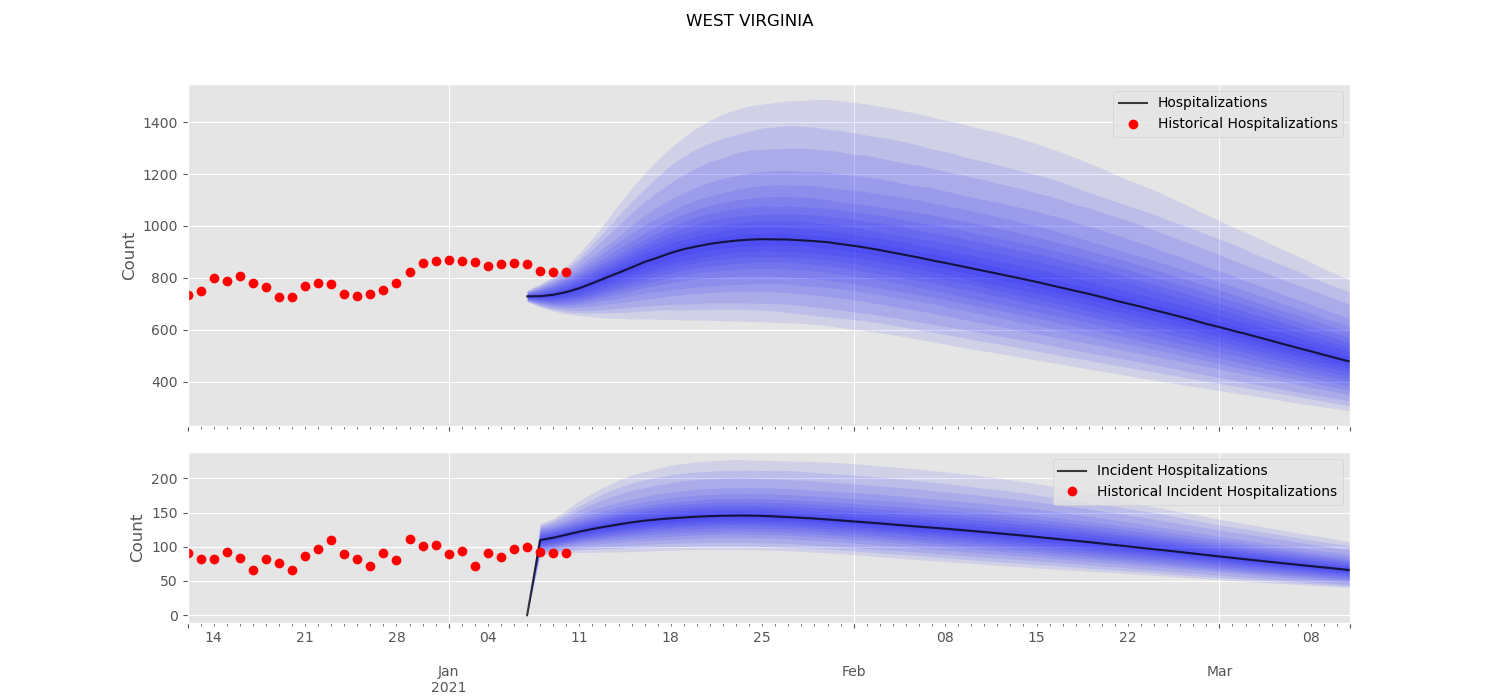 WEST VIRGINIA
Hospitalizations
Historical Hospitalizations
Count
1400
1200
1000
800
600
400
Incident Hospitalizations
Historical Incident Hospitalizations
Count
200
150
100
50
0
14 21 28 04 11 18 25 08 15 22 08
Jan Feb Mar
2021